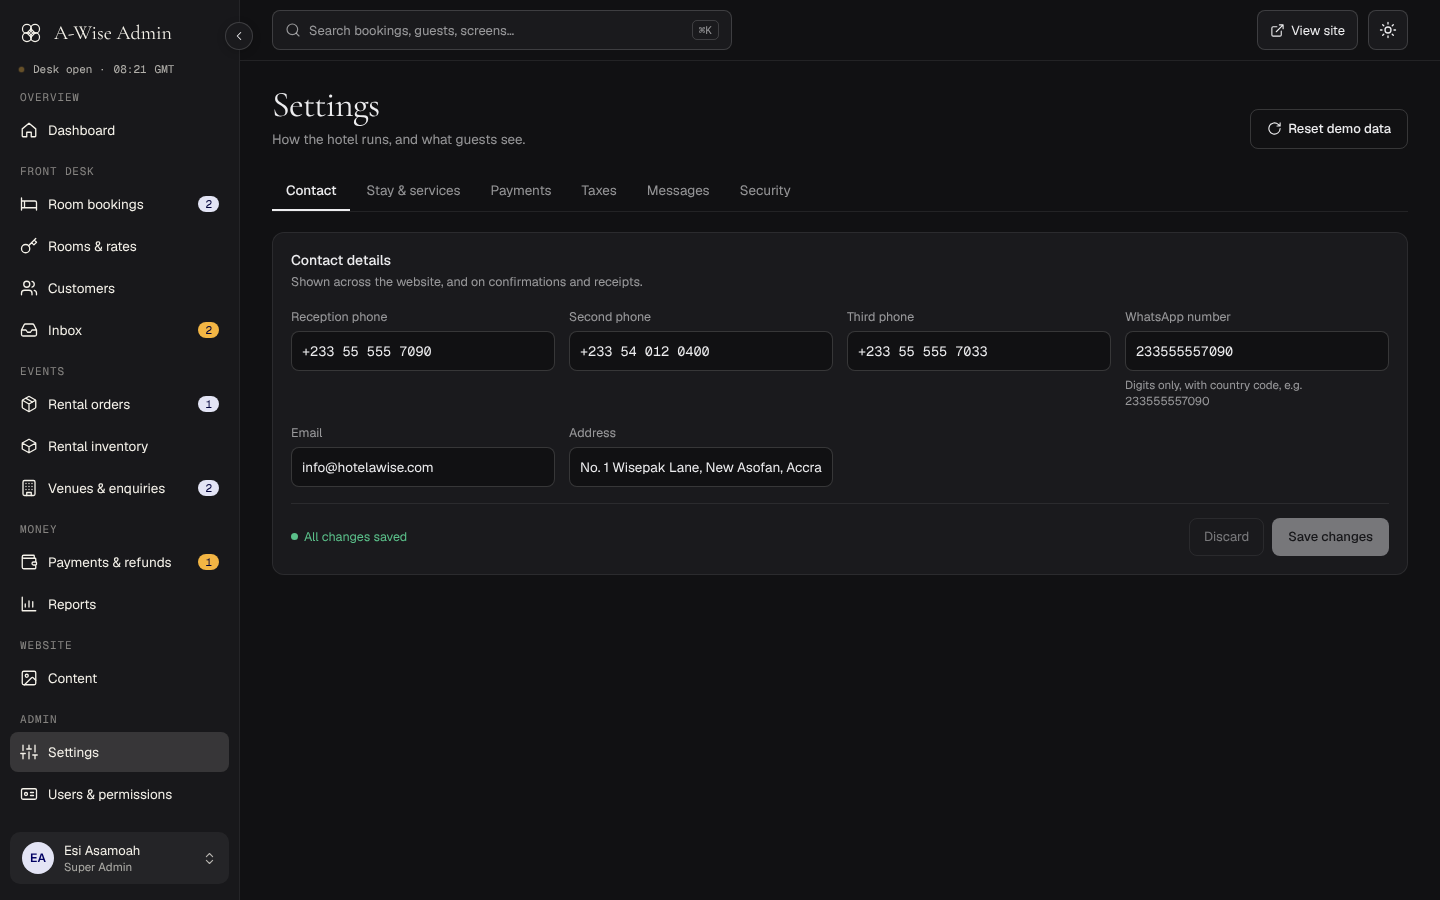 A-Wise Admin
Desk open · 08:21 GMT
OVERVIEW
Dashboard
FRONT DESK
Room bookings 2
Rooms & rates
Customers
Inbox 2
EVENTS
Rental orders 1
Rental inventory
Venues & enquiries 2
MONEY
Payments & refunds 1
Reports
WEBSITE
Content
ADMIN
Settings
Users & permissions
EA
Esi Asamoah
Super Admin
Search bookings, guests, screens... ⌘K
View site
Settings
How the hotel runs, and what guests see.
Reset demo data
Contact Stay & services Payments Taxes Messages Security
Contact details
Shown across the website, and on confirmations and receipts.
Reception phone Second phone Third phone WhatsApp number
+233 55 555 7090 +233 54 012 0400 +233 55 555 7033 233555557090
Digits only, with country code, e.g.
233555557090
Email Address
info@hotelawise.com No. 1 Wisepak Lane, New Asofan, Accra
All changes saved Discard Save changes